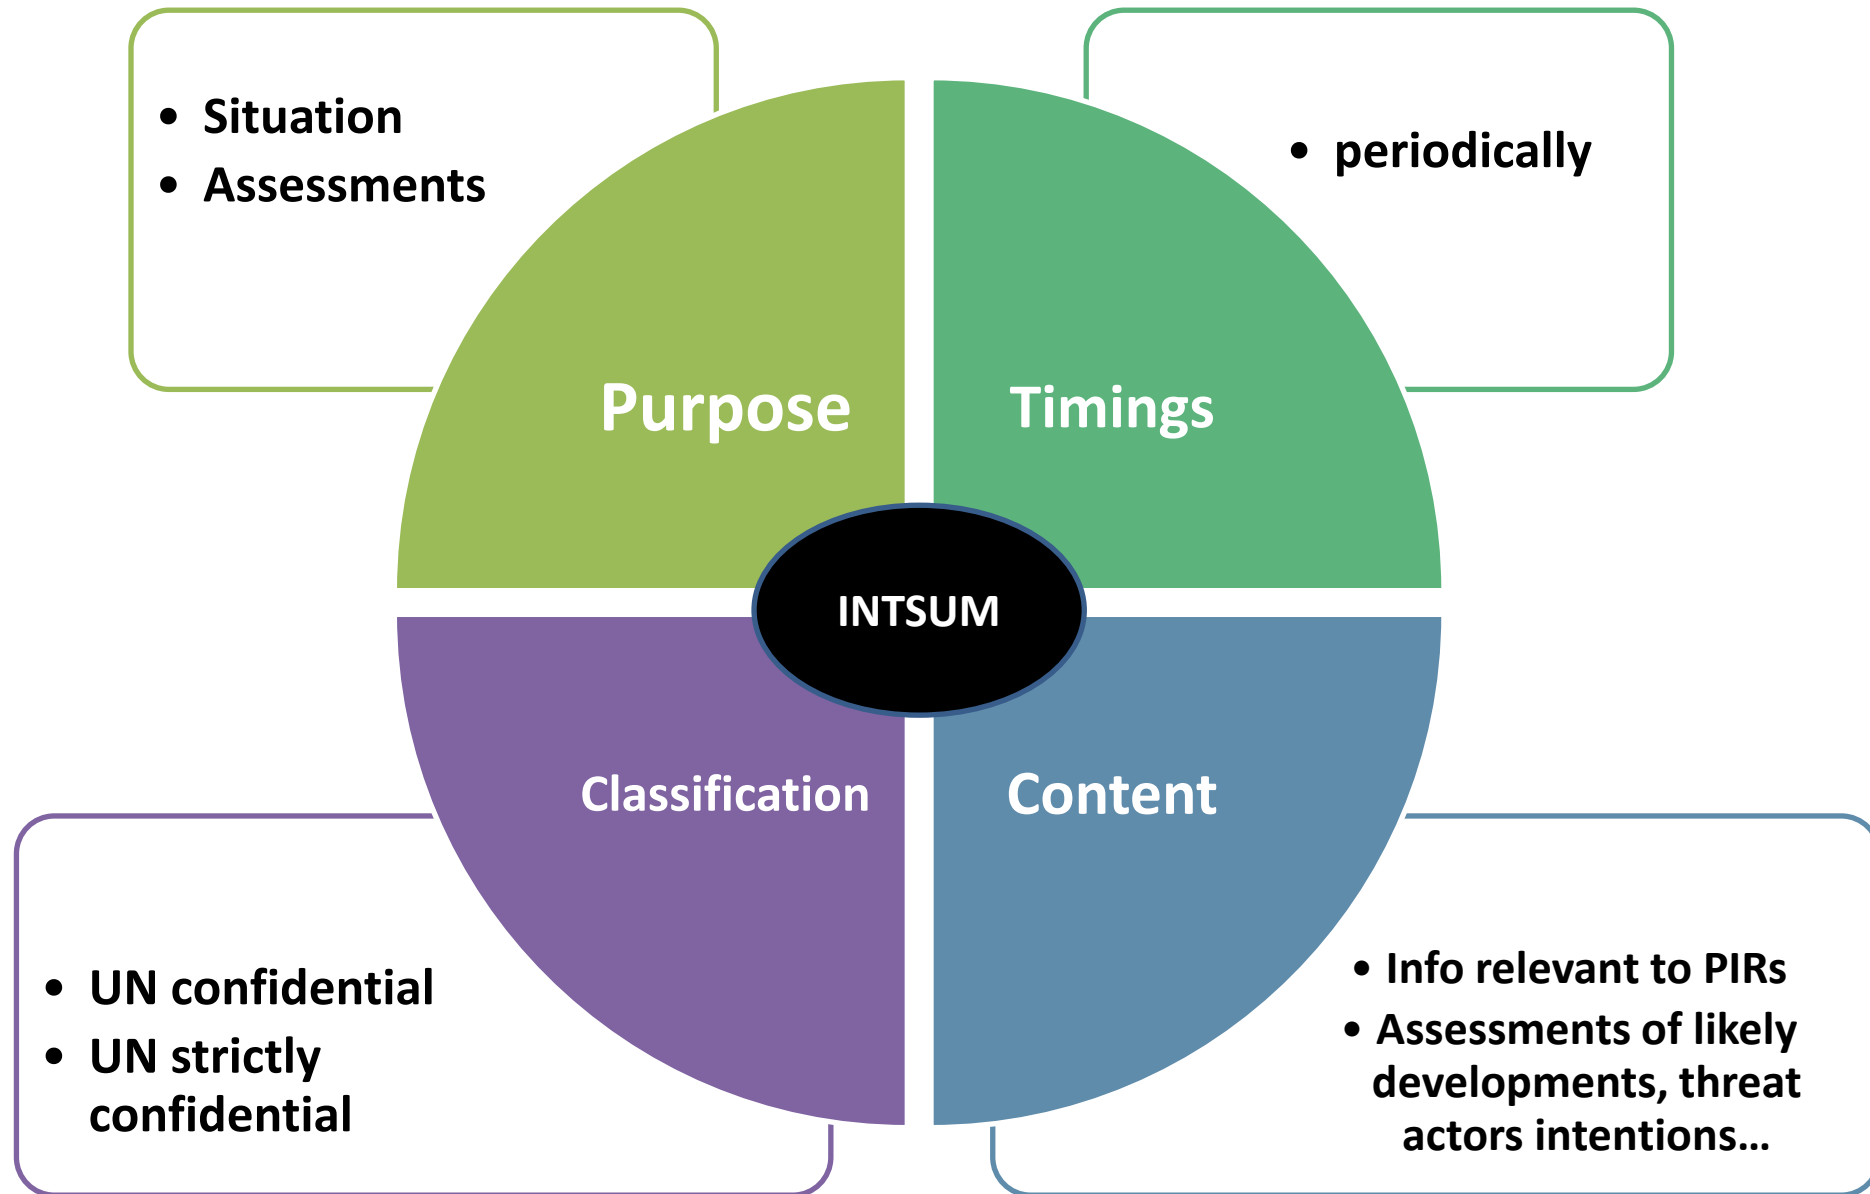 • Situation
• Assessments
• periodically
Purpose
Timings
INTSUM
Classification
Content
• UN confidential
• UN strictly
confidential
• Info relevant to PIRs
• Assessments of likely
developments, threat
actors intentions...